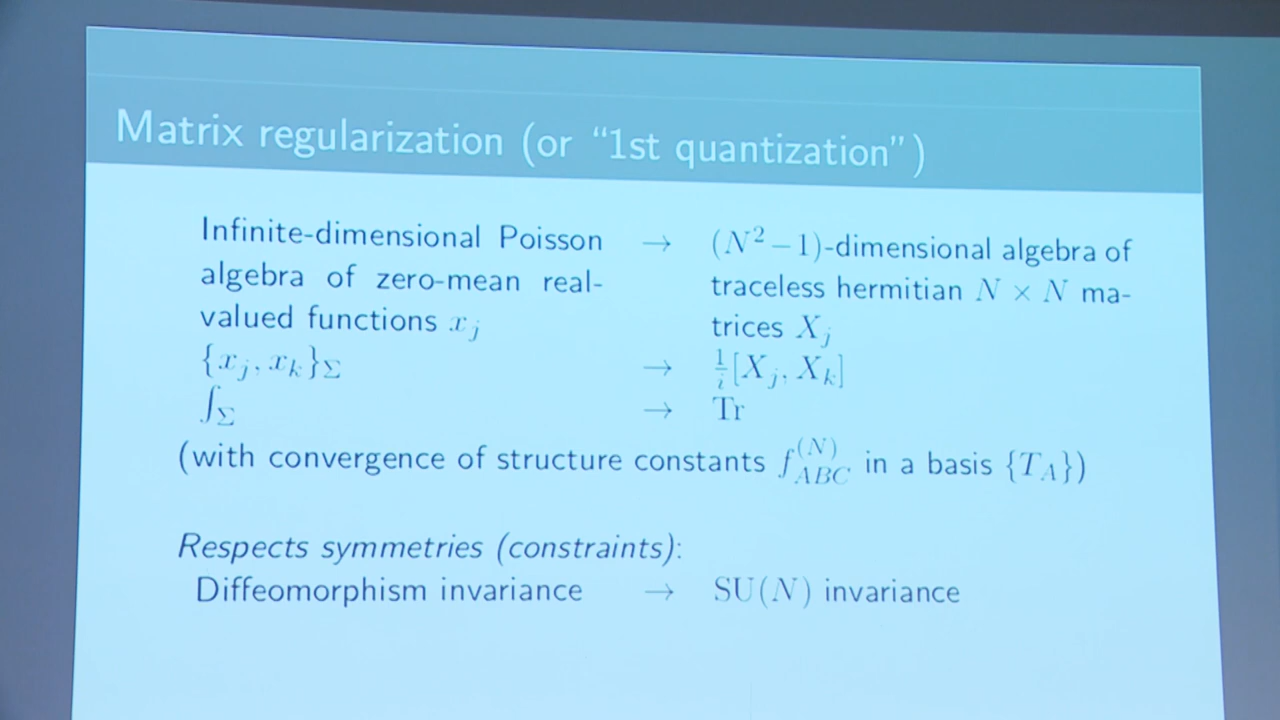 Matrix regularization (or “1st quantization”)
Infinite-dimensional Poisson → (N² − 1)-dimensional algebra of
algebra of zero-mean real- traceless hermitian N × N ma-
valued functions x_j trices X_j
{x_j, x_k}_Σ → 1/i [X_j, X_k]
∫_Σ → Tr
(with convergence of structure constants f_{ABC}^{(N)} in a basis {T_A})
Respects symmetries (constraints):
Diffeomorphism invariance → SU(N) invariance